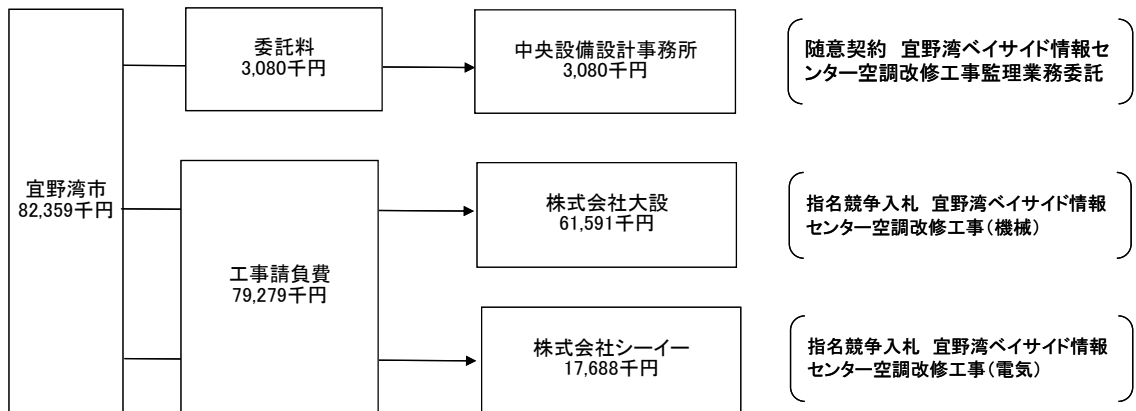 宜野湾市
82,359千円
委託料
3,080千円
中央設備設計事務所
3,080千円
随意契約 宜野湾ベイサイド情報セ
ンター空調改修工事監理業務委託
工事請負費
79,279千円
株式会社大設
61,591千円
指名競争入札 宜野湾ベイサイド情報
センター空調改修工事(機械)
株式会社シーイー
17,688千円
指名競争入札 宜野湾ベイサイド情報
センター空調改修工事(電気)